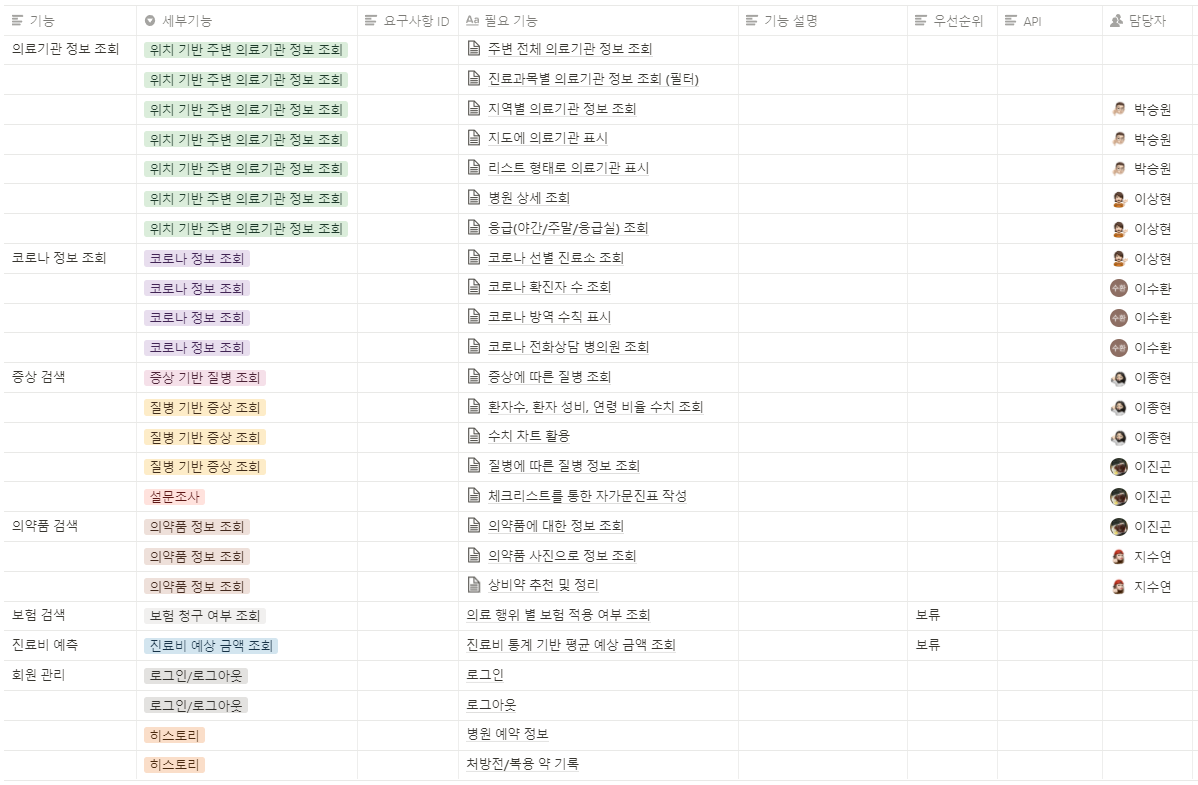 기능 세부기능 요구사항 ID Aa 필요 기능 기능 설명 우선순위 API 담당자
의료기관 정보 조회 위치 기반 주변 의료기관 정보 조회 주변 전체 의료기관 정보 조회
위치 기반 주변 의료기관 정보 조회 진료과목별 의료기관 정보 조회 (필터)
위치 기반 주변 의료기관 정보 조회 지역별 의료기관 정보 조회 박승원
위치 기반 주변 의료기관 정보 조회 지도에 의료기관 표시 박승원
위치 기반 주변 의료기관 정보 조회 리스트 형태로 의료기관 표시 박승원
위치 기반 주변 의료기관 정보 조회 병원 상세 조회 이상현
위치 기반 주변 의료기관 정보 조회 응급(야간/주말/응급실) 조회 이상현
코로나 정보 조회 코로나 정보 조회 코로나 선별 진료소 조회 이상현
코로나 정보 조회 코로나 확진자 수 조회 수환 이수환
코로나 정보 조회 코로나 방역 수칙 표시 수환 이수환
코로나 정보 조회 코로나 전화상담 병의원 조회 수환 이수환
증상 검색 증상 기반 질병 조회 증상에 따른 질병 조회 이종현
질병 기반 증상 조회 환자수, 환자 성비, 연령 비율 수치 조회 이종현
질병 기반 증상 조회 수치 차트 활용 이종현
질병 기반 증상 조회 질병에 따른 질병 정보 조회 이진곤
설문조사 체크리스트를 통한 자가문진표 작성 이진곤
의약품 검색 의약품 정보 조회 의약품에 대한 정보 조회 이진곤
의약품 정보 조회 의약품 사진으로 정보 조회 지수연
의약품 정보 조회 상비약 추천 및 정리 지수연
보험 검색 보험 청구 여부 조회 의료 행위 별 보험 적용 여부 조회 보류
진료비 예측 진료비 예상 금액 조회 진료비 통계 기반 평균 예상 금액 조회 보류
회원 관리 로그인/로그아웃 로그인
로그인/로그아웃 로그아웃
히스토리 병원 예약 정보
히스토리 처방전/복용 약 기록